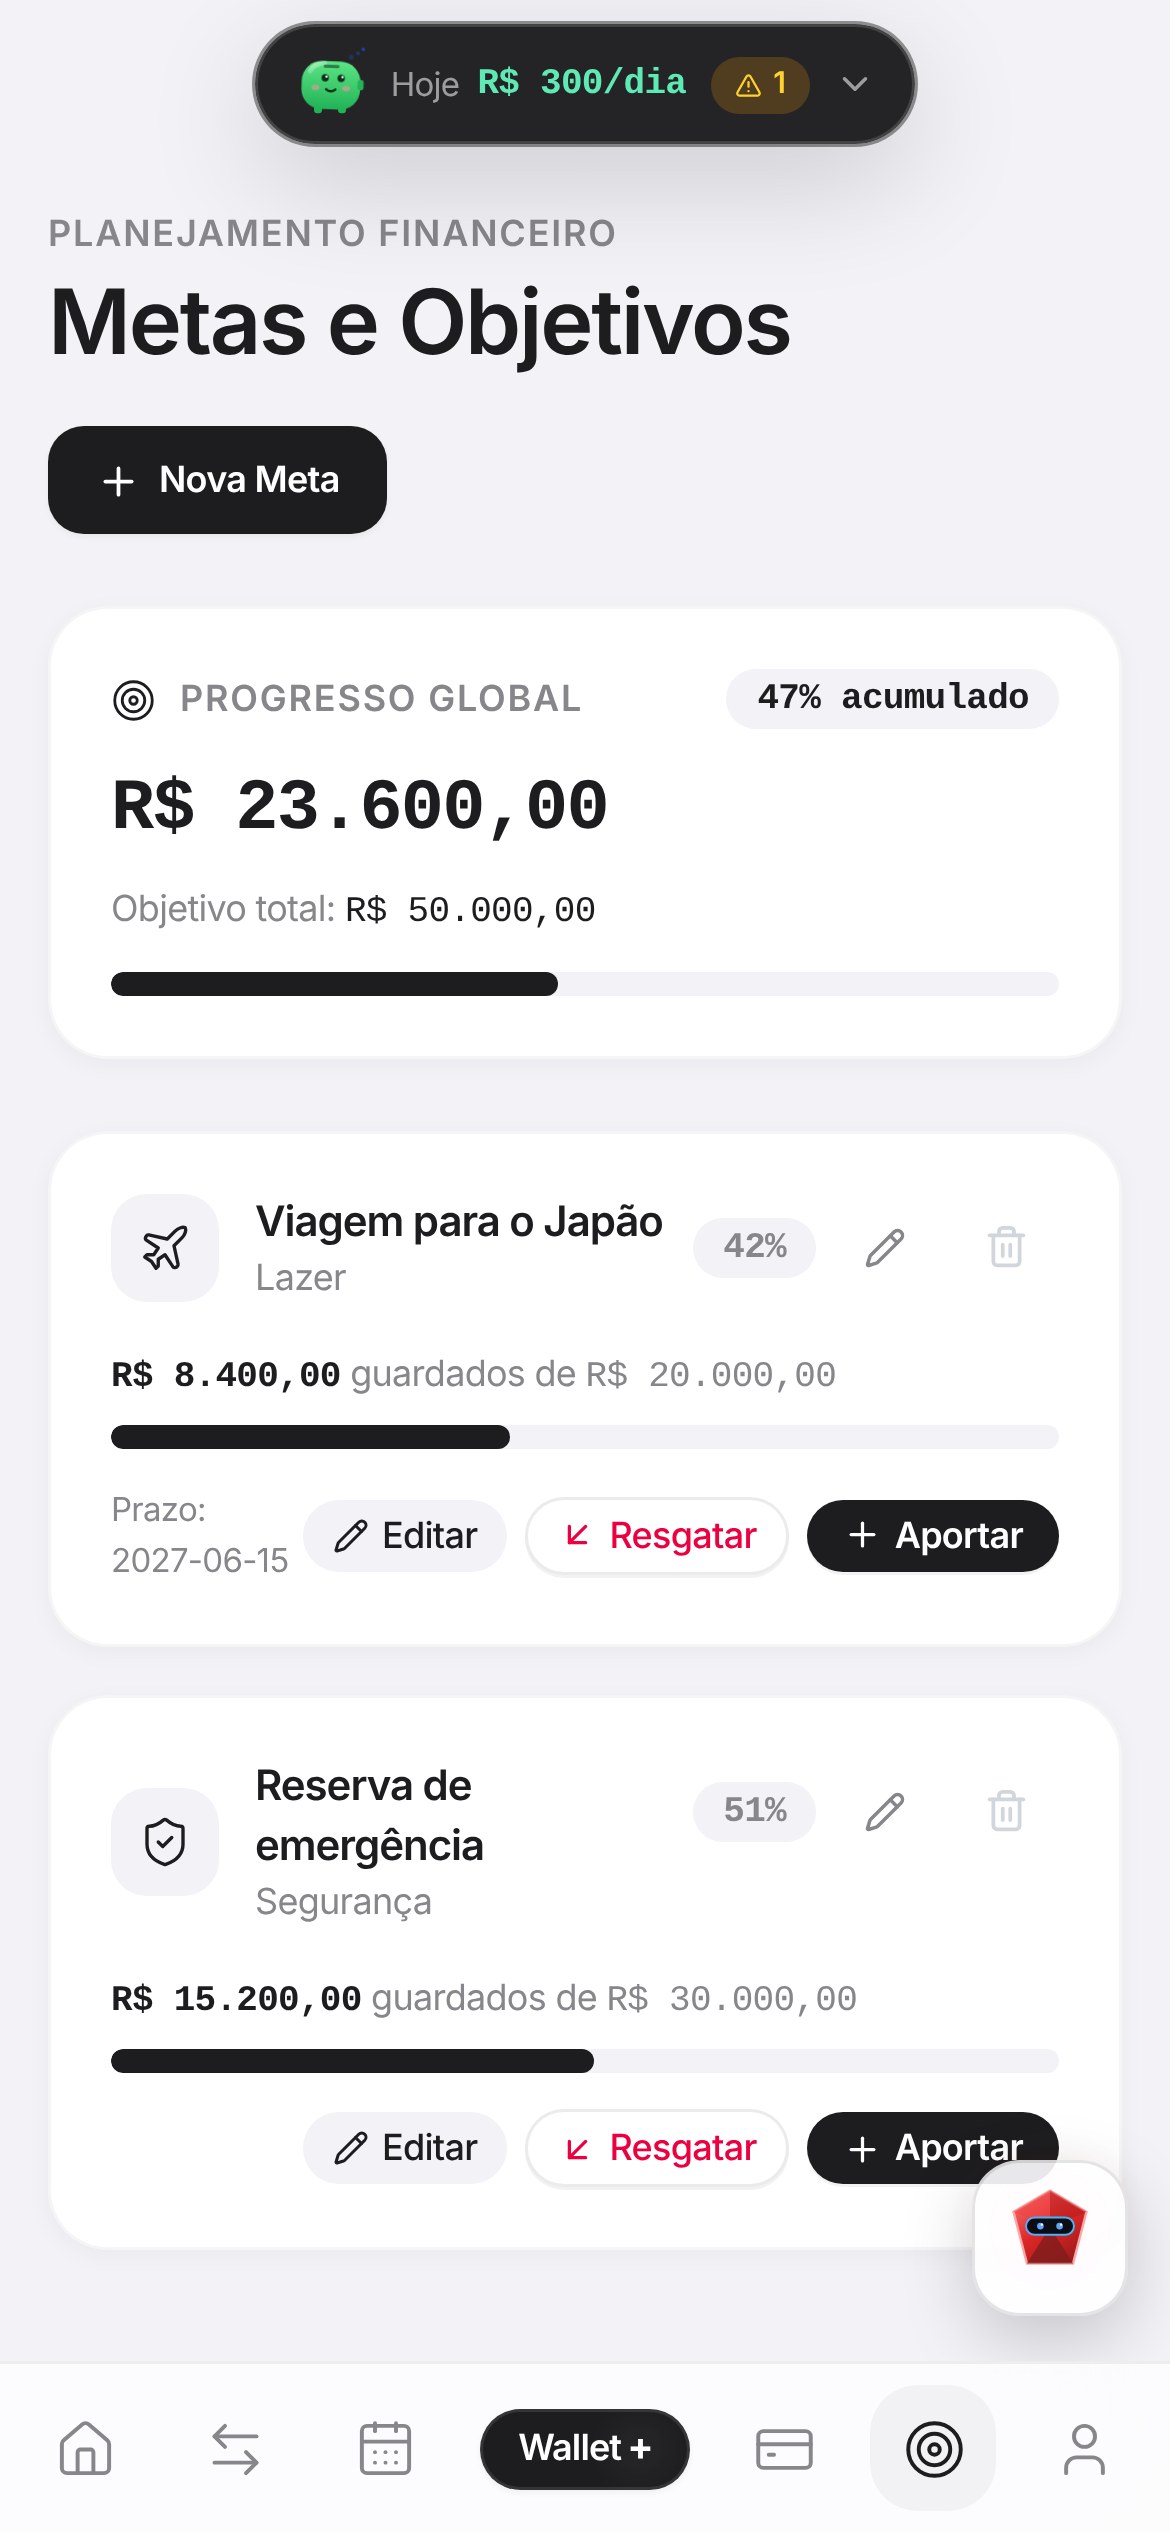 Hoje R$ 300/dia 1
PLANEJAMENTO FINANCEIRO
Metas e Objetivos
+ Nova Meta
PROGRESSO GLOBAL 47% acumulado
R$ 23.600,00
Objetivo total: R$ 50.000,00
Viagem para o Japão 42%
Lazer
R$ 8.400,00 guardados de R$ 20.000,00
Prazo:
2027-06-15 Editar Resgatar + Aportar
Reserva de
emergência 51%
Segurança
R$ 15.200,00 guardados de R$ 30.000,00
Editar Resgatar + Aportar
Wallet +